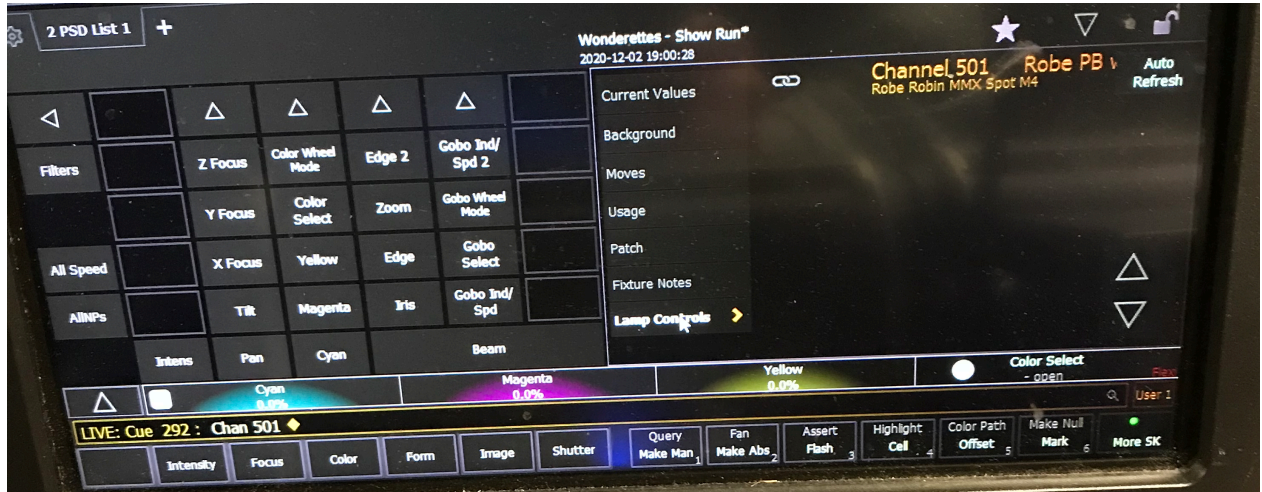 2 PSD List 1
+
Wonderettes - Show Run*
2020-12-02 19:00:28
Filters
All Speed
AllNPs
Z Focus
Color Wheel
Mode
Edge 2
Gobo Ind/
Spd 2
Y Focus
Color
Select
Zoom
Gobo Wheel
Mode
X Focus
Yellow
Edge
Gobo
Select
Tilt
Magenta
Iris
Gobo Ind/
Spd
Intens
Pan
Cyan
Beam
Current Values
Background
Moves
Usage
Patch
Fixture Notes
Lamp Controls
Channel 501
Robe PB
Robe Robin MMX Spot M4
Auto
Refresh
Cyan
0.0%
Magenta
0.0%
Yellow
0.0%
Color Select
- open
User 1
LIVE: Cue 292 : Chan 501
Intensity
Focus
Color
Form
Image
Shutter
Query
Make Man 1
Fan
Make Abs 2
Assert
Flash 3
Highlight
Cell 4
Color Path
Offset 5
Make Null
Mark 6
More SK